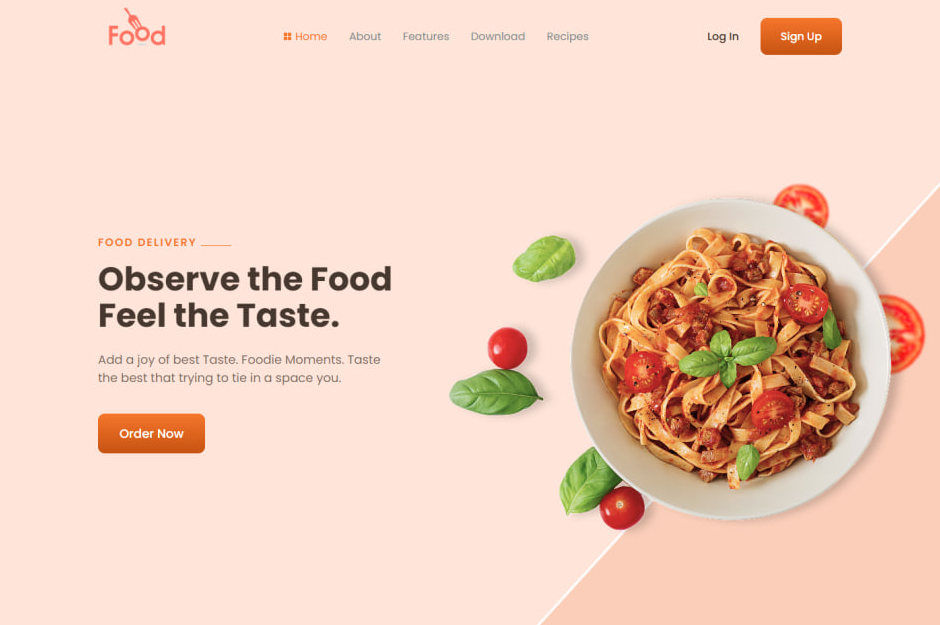 Food
Home About Features Download Recipes Log In Sign Up
FOOD DELIVERY
Observe the Food
Feel the Taste.
Add a joy of best Taste. Foodie Moments. Taste
the best that trying to tie in a space you.
Order Now